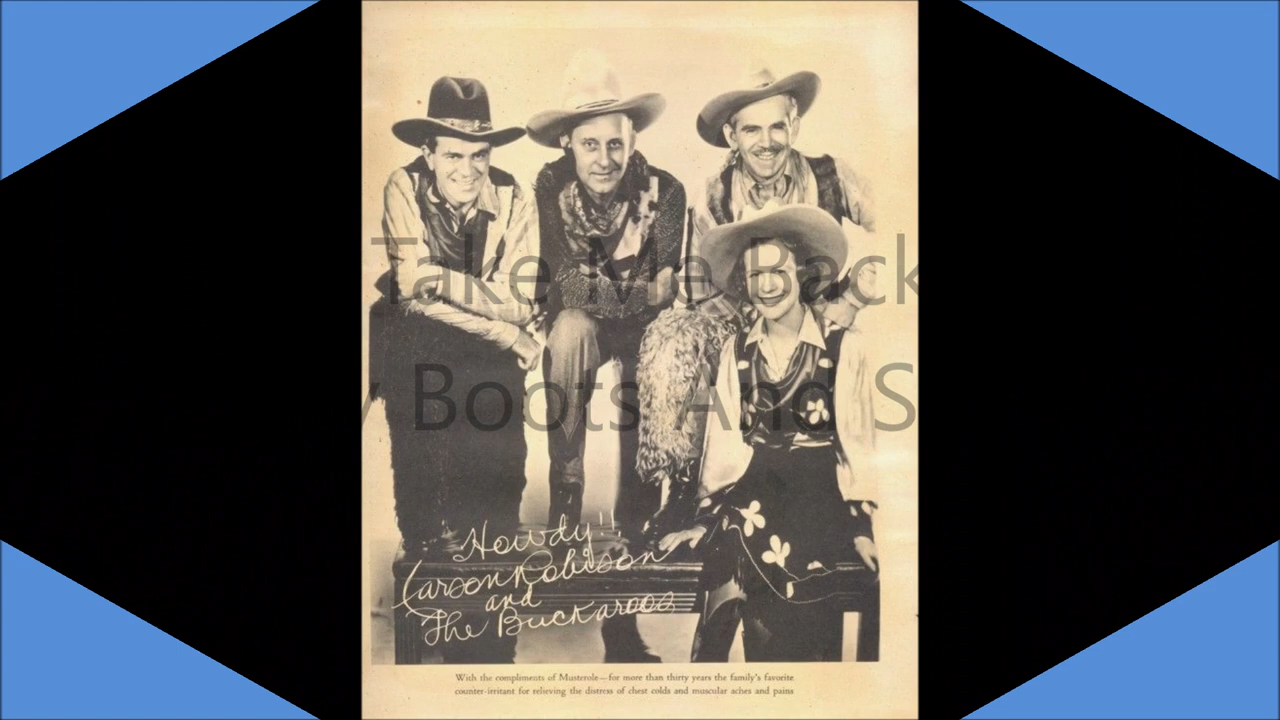 Take Me Back
Boots And S
Howdy"!
Carson Robison
and
The Buckaroos
With the compliments of Musterole—for more than thirty years the family's favorite
counter-irritant for relieving the distress of chest colds and muscular aches and pains